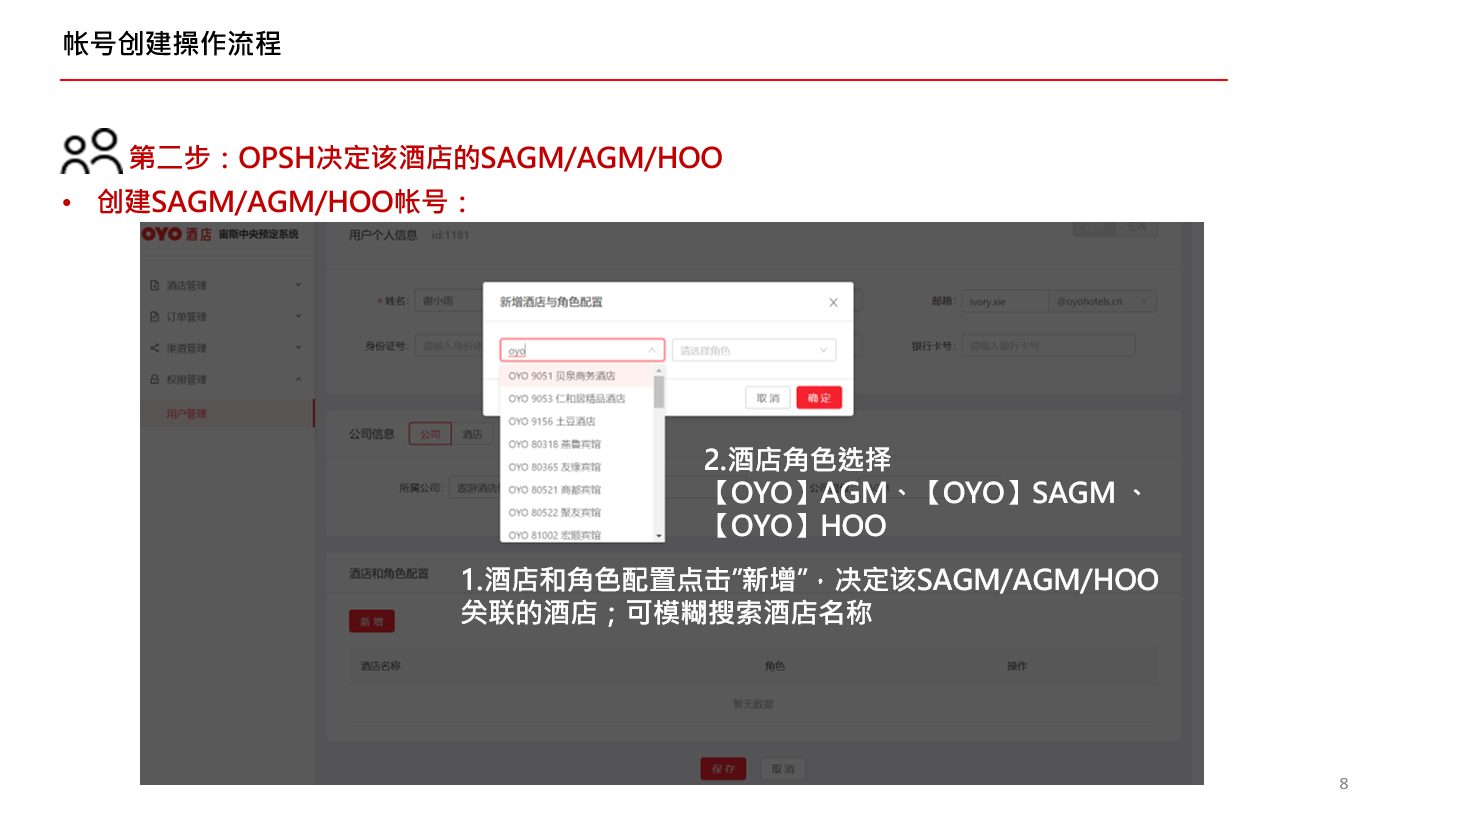 帐号创建操作流程
第二步：OPSH决定该酒店的SAGM/AGM/HOO
• 创建SAGM/AGM/HOO帐号：
OYO 酒店 宙斯中央预定系统
用户个人信息 id:1181
酒店管理
订单管理
渠道管理
权限管理
用户管理
* 姓名: 谢小雨
邮箱: ivory.xie @oyohotels.cn
身份证号: 请输入身份证
银行卡号: 请输入银行卡号
新增酒店与角色配置
oyo
请选择角色
OYO 9051 贝泉商务酒店
OYO 9053 仁和居精品酒店
OYO 9156 土豆酒店
OYO 80318 燕鲁宾馆
OYO 80365 友缘宾馆
OYO 80521 商都宾馆
OYO 80522 聚友宾馆
OYO 81002 宏顺宾馆
取消 确定
公司信息 公司 酒店
所属公司: 遨游酒店
2.酒店角色选择
【OYO】AGM、【OYO】SAGM 、
【OYO】HOO
酒店和角色配置
1.酒店和角色配置点击”新增”，决定该SAGM/AGM/HOO
关联的酒店；可模糊搜索酒店名称
新增
酒店名称 角色 操作
暂无数据
保存 取消
8